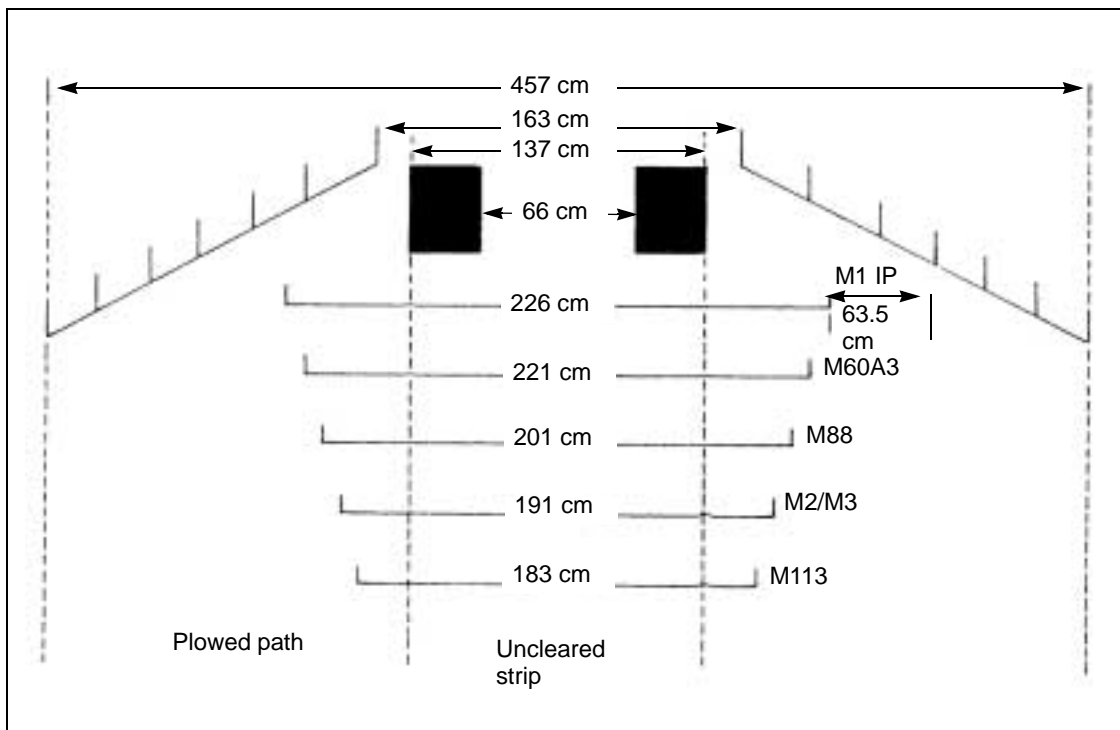 457 cm
163 cm
137 cm
66 cm
M1 IP
226 cm
63.5
cm
221 cm
M60A3
201 cm
M88
191 cm
M2/M3
183 cm
M113
Plowed path
Uncleared
strip